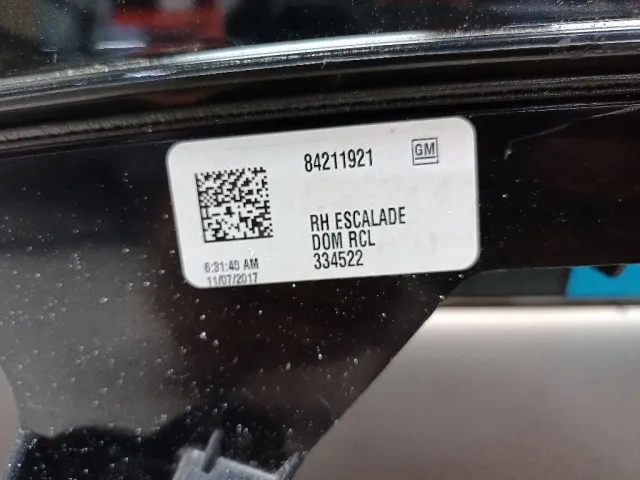 84211921
GM
RH ESCALADE
DOM RCL
334522
6:31:40 AM
11/07/2017